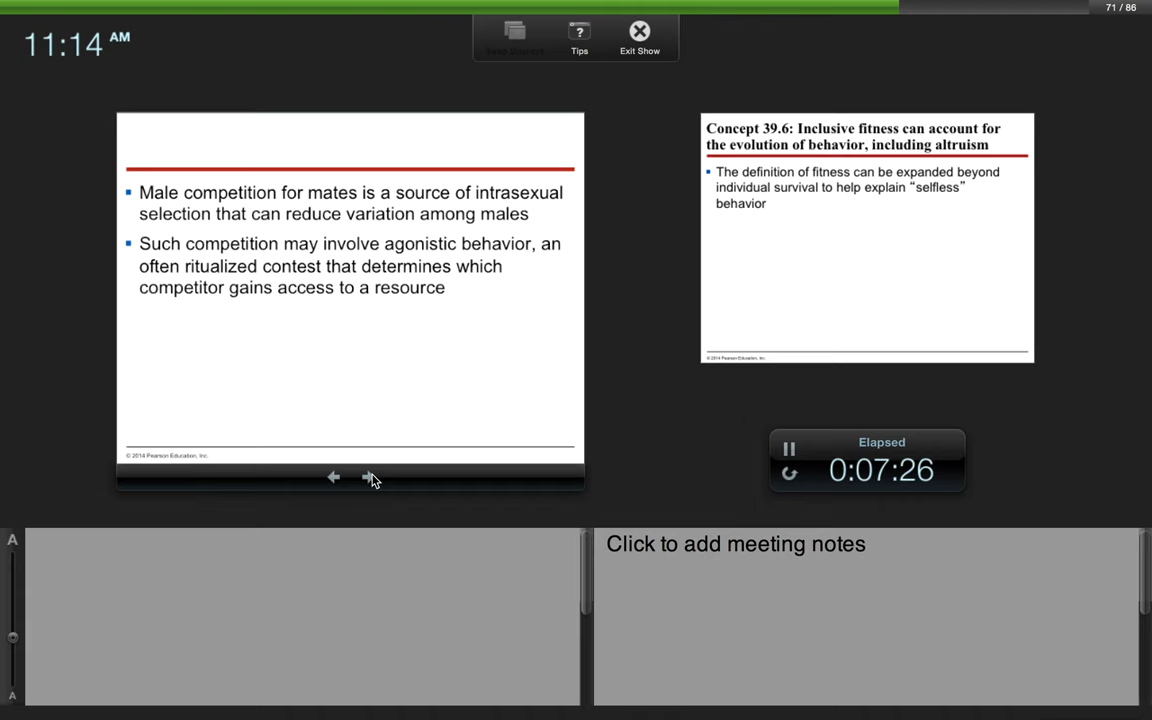 71 / 86
11:14 AM
Swap Displays
Tips
Exit Show
Male competition for mates is a source of intrasexual
selection that can reduce variation among males
Such competition may involve agonistic behavior, an
often ritualized contest that determines which
competitor gains access to a resource
© 2014 Pearson Education, Inc.
Concept 39.6: Inclusive fitness can account for
the evolution of behavior, including altruism
The definition of fitness can be expanded beyond
individual survival to help explain “selfless”
behavior
© 2014 Pearson Education, Inc.
Elapsed
0:07:26
A
A
Click to add meeting notes